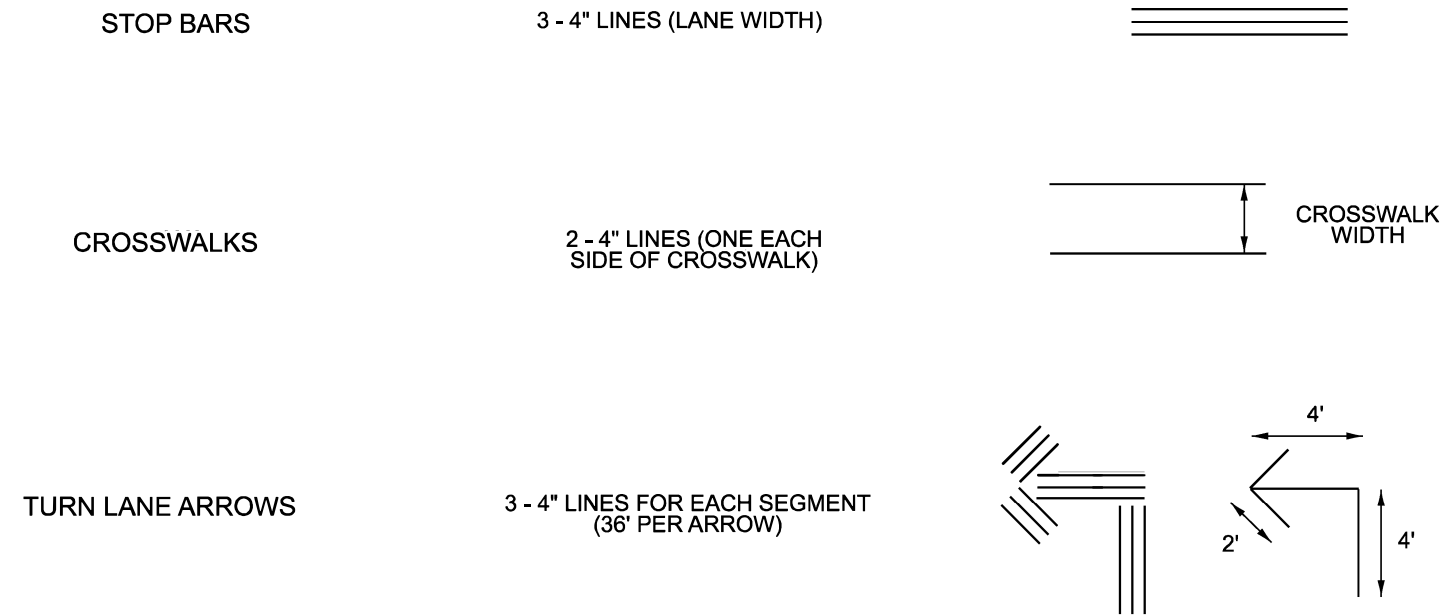 STOP BARS
3 - 4" LINES (LANE WIDTH)
CROSSWALKS
2 - 4" LINES (ONE EACH
SIDE OF CROSSWALK)
CROSSWALK
WIDTH
TURN LANE ARROWS
3 - 4" LINES FOR EACH SEGMENT
(36' PER ARROW)
4'
2'
4'